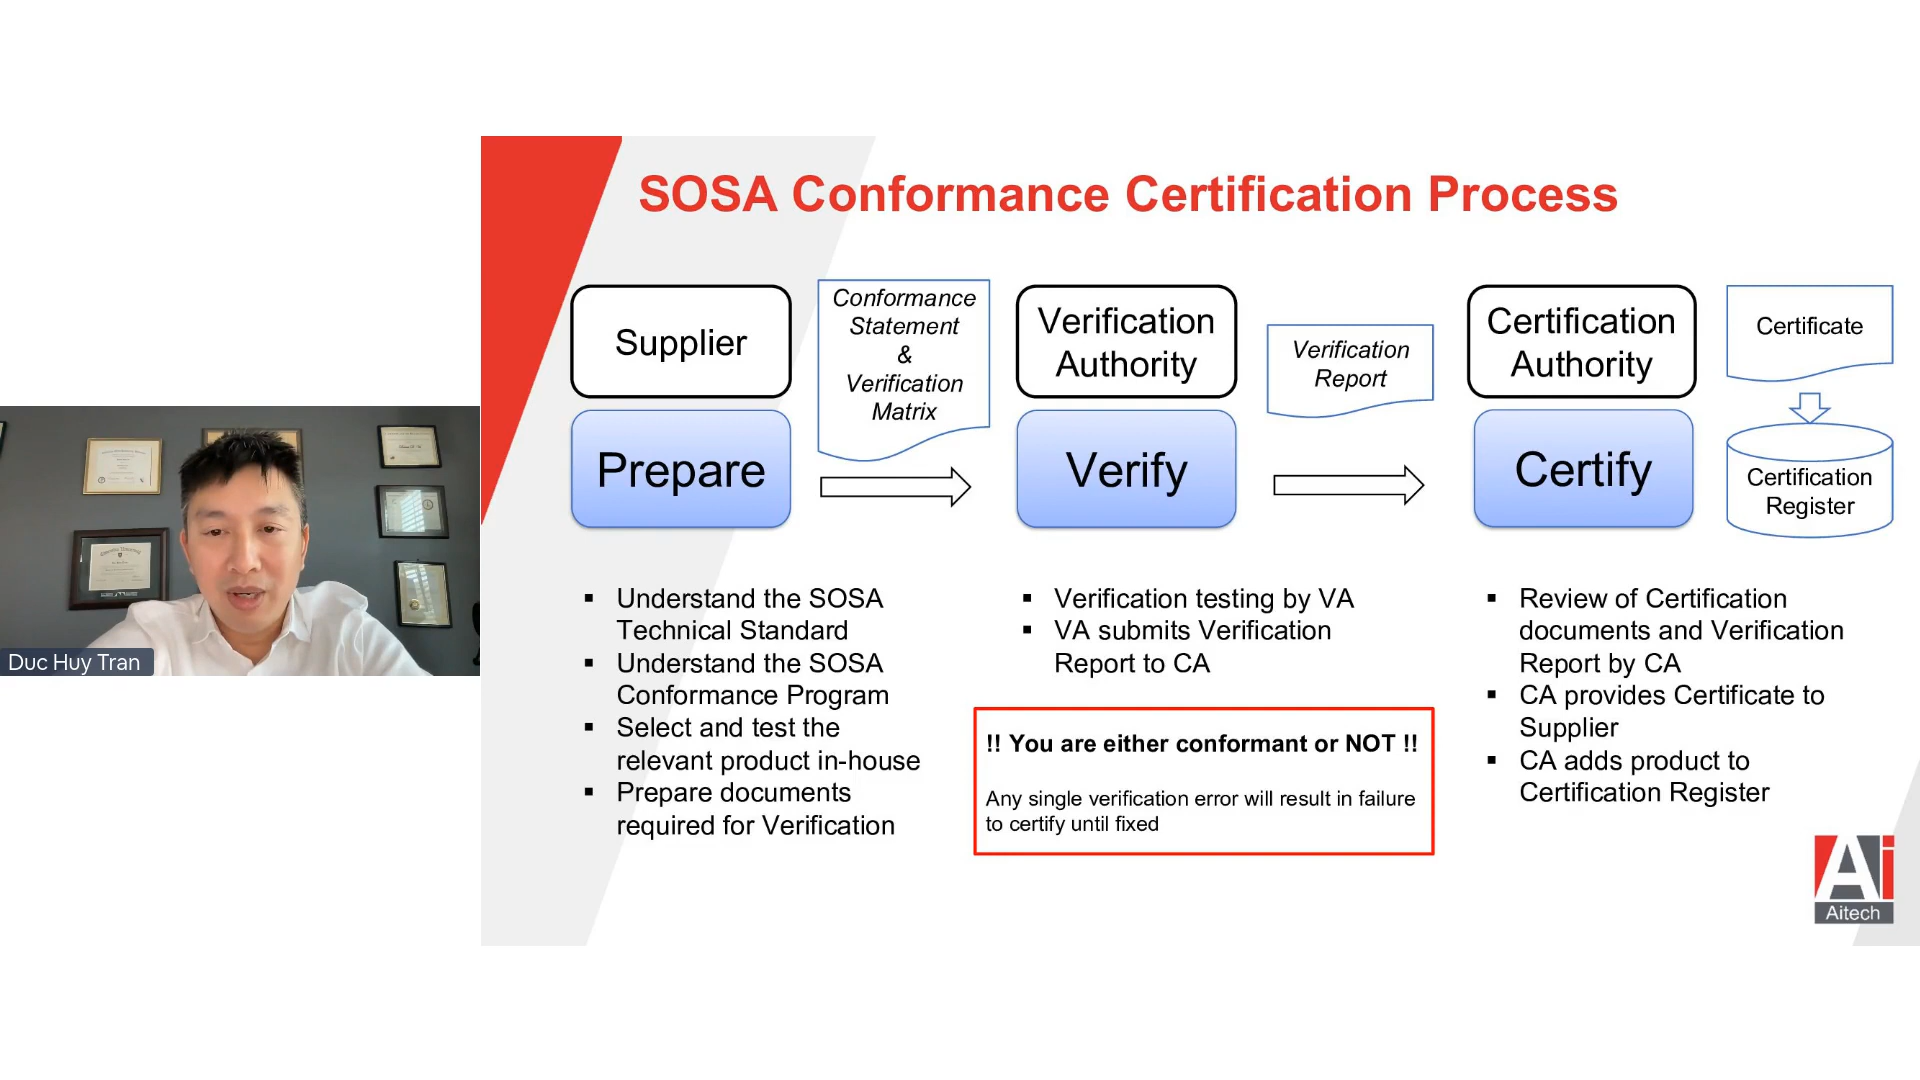 SOSA Conformance Certification Process
Supplier
Conformance
Statement
&
Verification
Matrix
Verification
Authority
Verification
Report
Certification
Authority
Certificate
Prepare
Verify
Certify
Certification
Register
▪ Understand the SOSA
Technical Standard
▪ Understand the SOSA
Conformance Program
▪ Select and test the
relevant product in-house
▪ Prepare documents
required for Verification
▪ Verification testing by VA
▪ VA submits Verification
Report to CA
!! You are either conformant or NOT !!
Any single verification error will result in failure
to certify until fixed
▪ Review of Certification
documents and Verification
Report by CA
▪ CA provides Certificate to
Supplier
▪ CA adds product to
Certification Register
Duc Huy Tran
Ai
Aitech